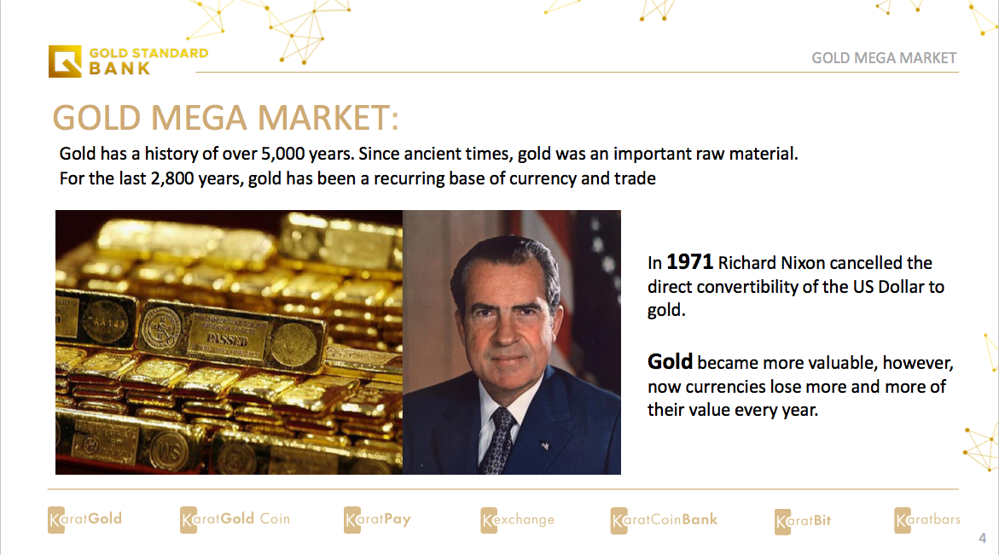 GOLD STANDARD
BANK
GOLD MEGA MARKET
GOLD MEGA MARKET:
Gold has a history of over 5,000 years. Since ancient times, gold was an important raw material.
For the last 2,800 years, gold has been a recurring base of currency and trade
PASSED
WS
In 1971 Richard Nixon cancelled the
direct convertibility of the US Dollar to
gold.
Gold became more valuable, however,
now currencies lose more and more of
their value every year.
KaratGold
KaratGold Coin
KaratPay
Kexchange
KaratCoinBank
KaratBit
Karatbars
4